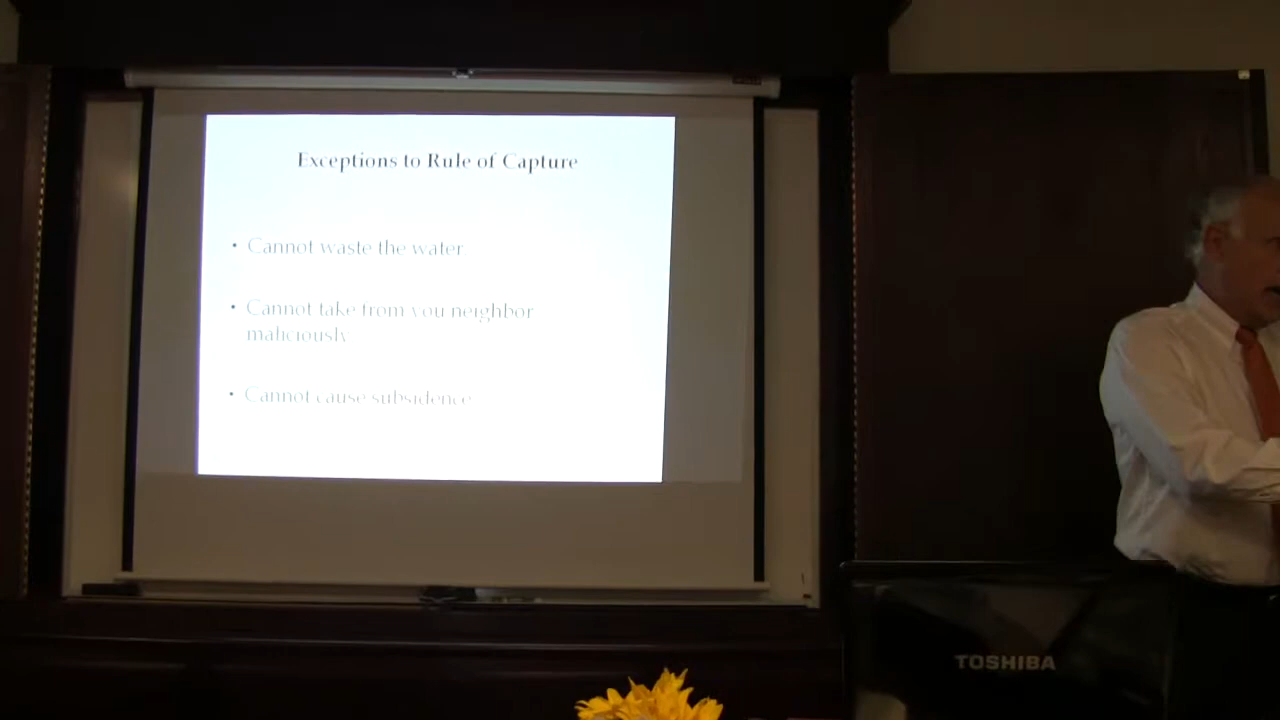 Exceptions to Rule of Capture
• Cannot waste the water
• Cannot take from you neighbor
maliciously
• Cannot cause subsidence
TOSHIBA